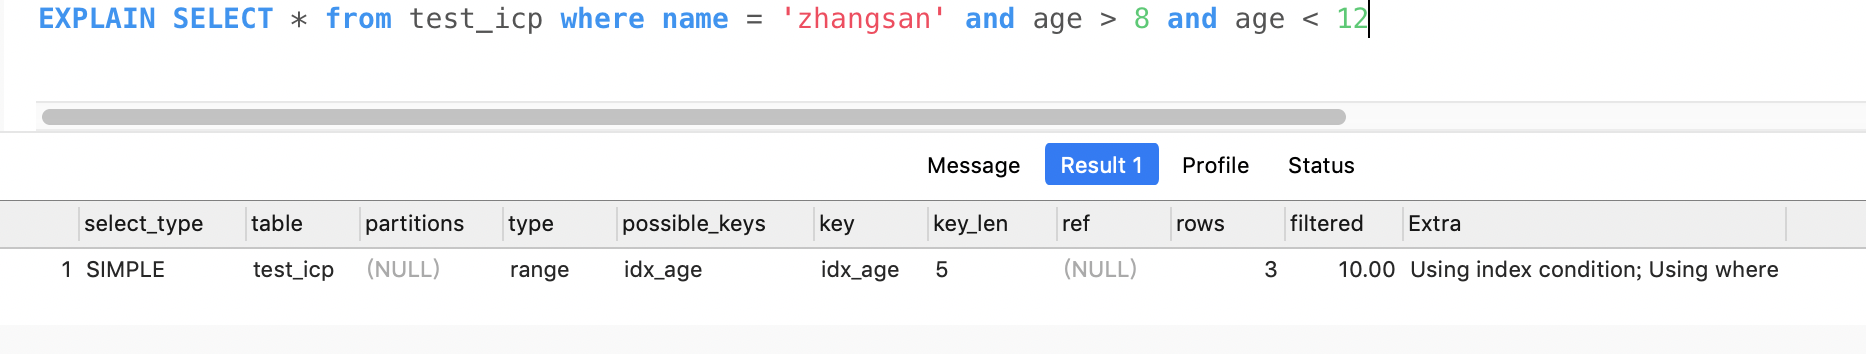 EXPLAIN SELECT * from test_icp where name = 'zhangsan' and age > 8 and age < 12
Message Result 1 Profile Status
select_type table partitions type possible_keys key key_len ref rows filtered Extra
1 SIMPLE test_icp (NULL) range idx_age idx_age 5 (NULL) 3 10.00 Using index condition; Using where